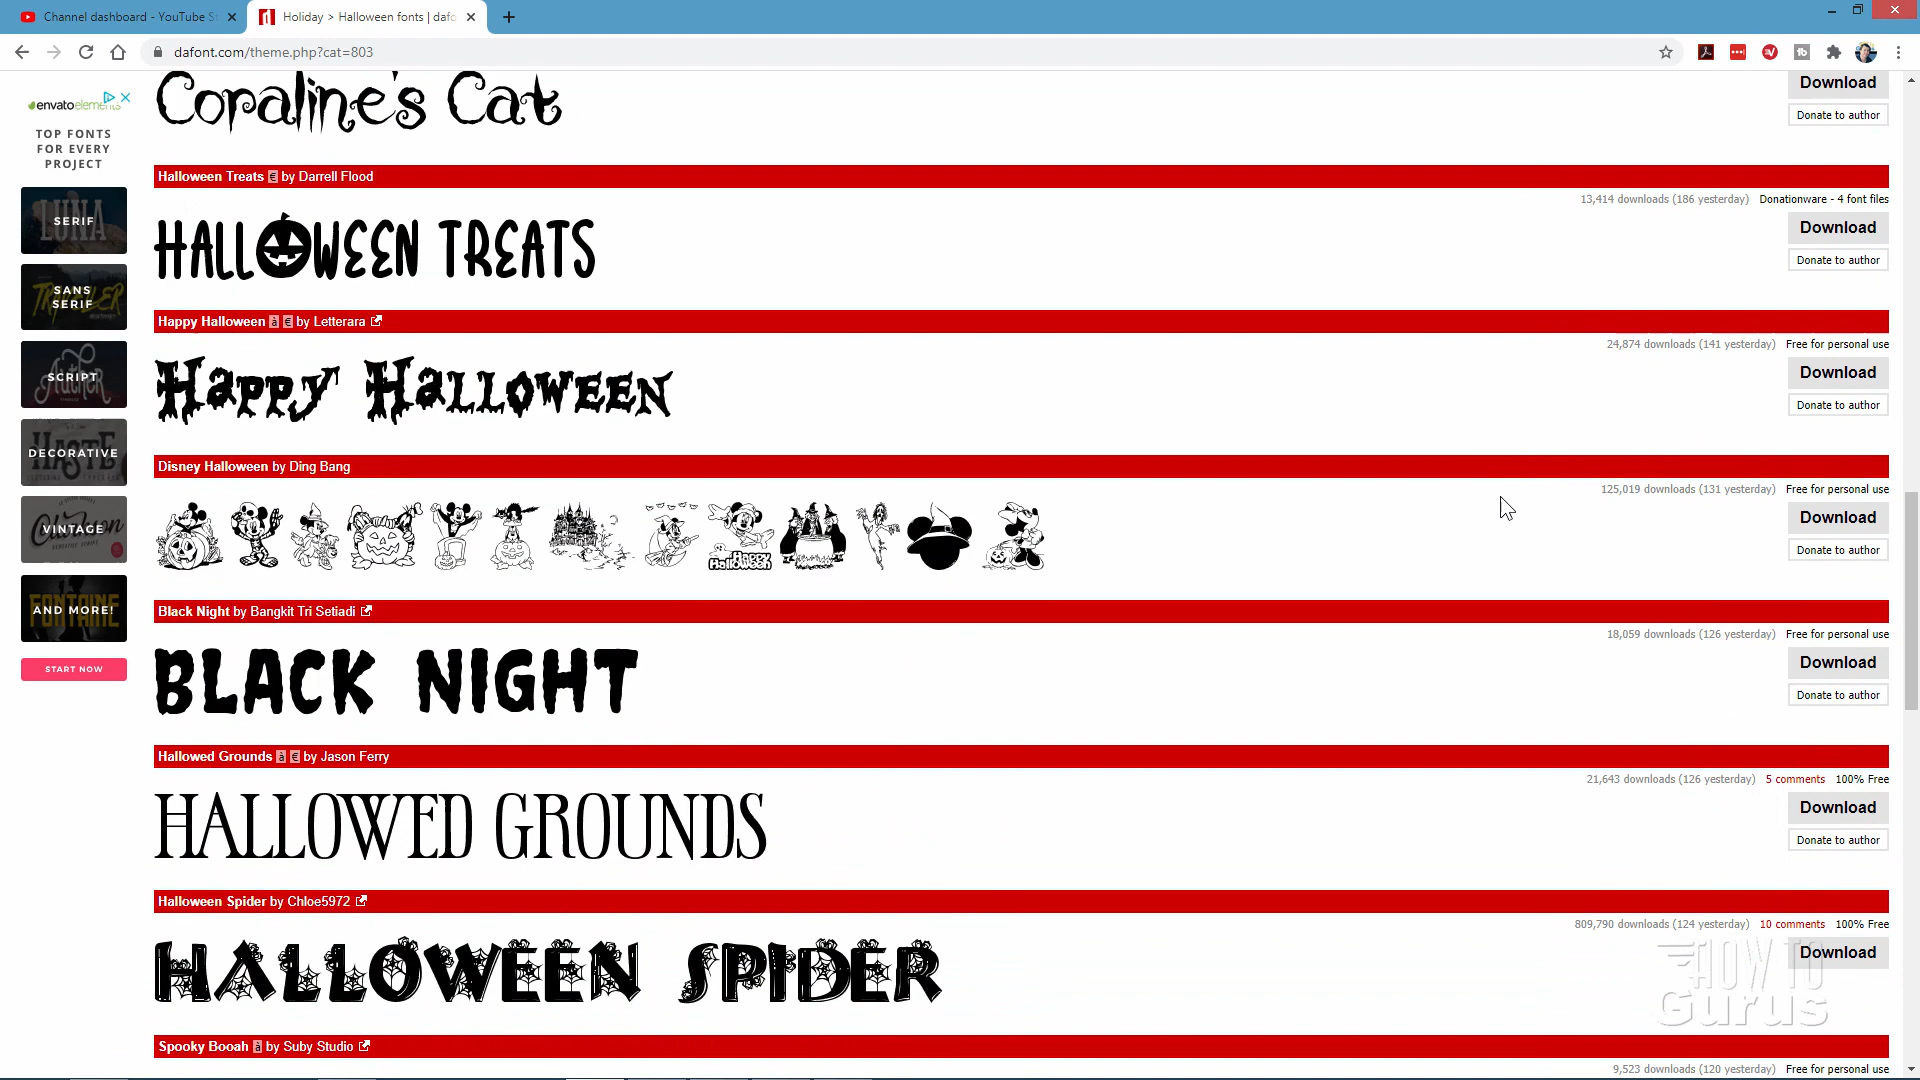 Channel dashboard - YouTube St
Holiday > Halloween fonts | dafo
dafont.com/theme.php?cat=803
envatoelements
TOP FONTS
FOR EVERY
PROJECT
SERIF
SANS
SERIF
SCRIPT
DECORATIVE
VINTAGE
AND MORE!
START NOW
Coraline's Cat
Download
Donate to author
Halloween Treats € by Darrell Flood
13,414 downloads (186 yesterday) Donationware - 4 font files
HALLOWEEN TREATS
Download
Donate to author
Happy Halloween à € by Letterara
24,874 downloads (141 yesterday) Free for personal use
Happy Halloween
Download
Donate to author
Disney Halloween by Ding Bang
125,019 downloads (131 yesterday) Free for personal use
Happy
Halloween
Download
Donate to author
Black Night by Bangkit Tri Setiadi
18,059 downloads (126 yesterday) Free for personal use
BLACK NIGHT
Download
Donate to author
Hallowed Grounds à € by Jason Ferry
21,643 downloads (126 yesterday) 5 comments 100% Free
HALLOWED GROUNDS
Download
Donate to author
Halloween Spider by Chloe5972
809,790 downloads (124 yesterday) 10 comments 100% Free
HALLOWEEN SPIDER
Download
HOW TO
Gurus
Spooky Booah à by Suby Studio
9,523 downloads (120 yesterday) Free for personal use